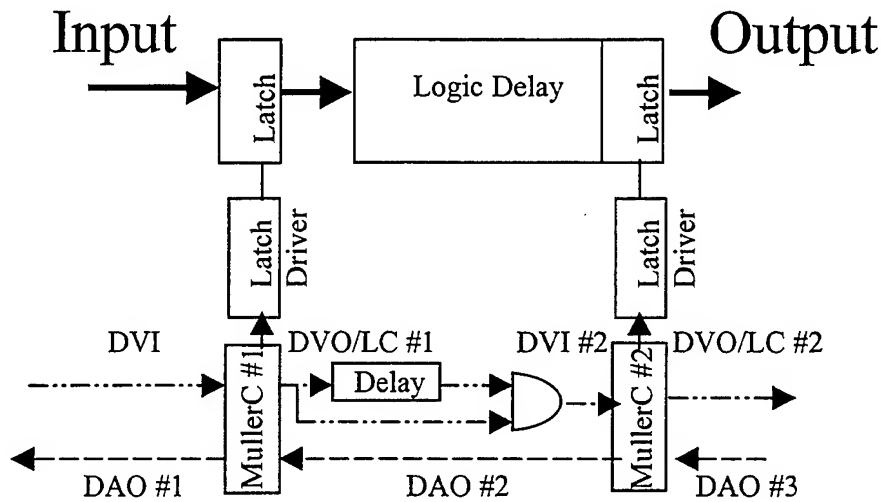 Input
Output
Latch
Logic Delay
Latch
Latch
Driver
Latch
Driver
DVI
DVO/LC #1
DVI #2
DVO/LC #2
MullerC #1
Delay
MullerC #2
DAO #1
DAO #2
DAO #3